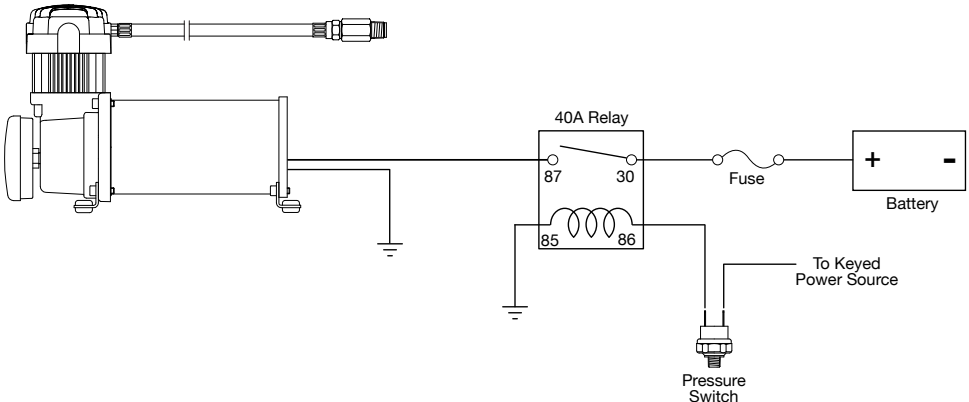 40A Relay
87 30
Fuse
+ -
Battery
85 86
To Keyed
Power Source
Pressure
Switch